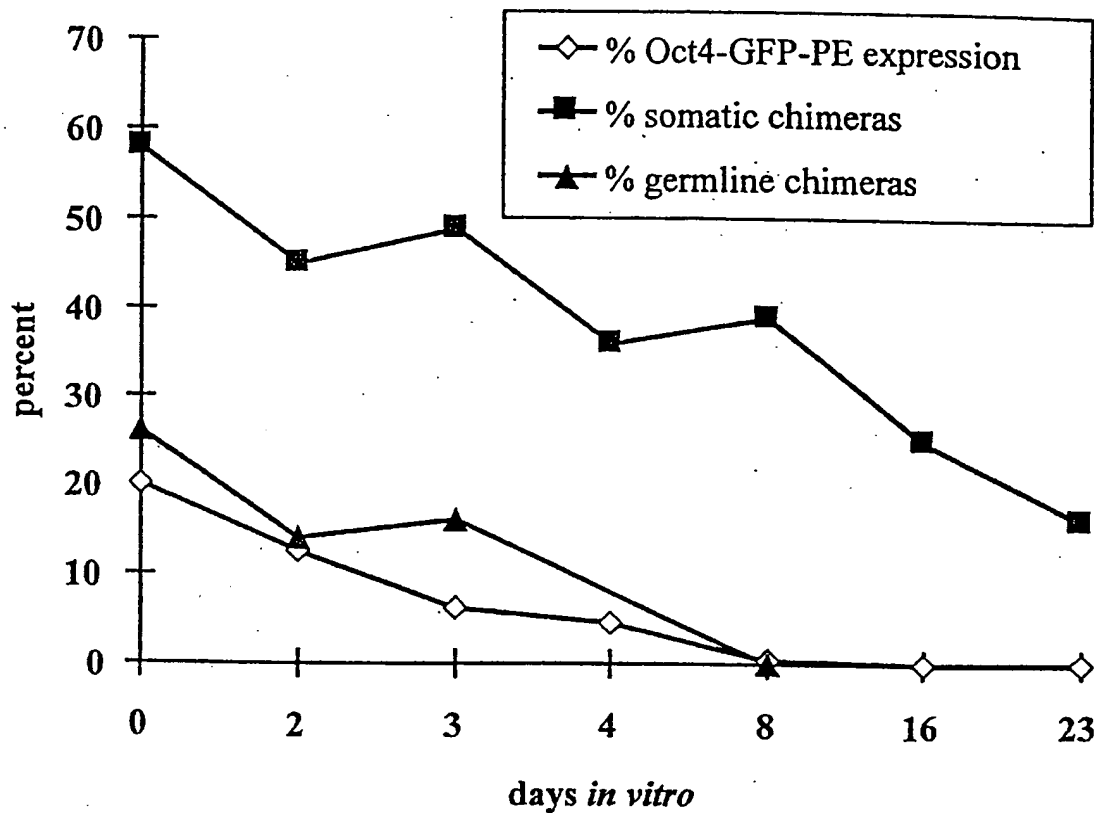 70
60
50
40
30
20
10
0
percent
% Oct4-GFP-PE expression
% somatic chimeras
% germline chimeras
0 2 3 4 8 16 23
days in vitro